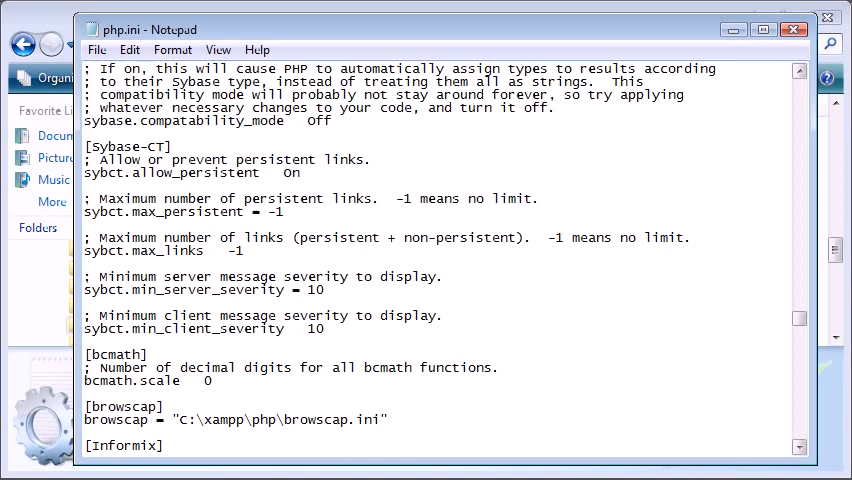 php.ini - Notepad
File Edit Format View Help
Organi
Favorite Li
Docum
Picture
Music
More
Folders
; If on, this will cause PHP to automatically assign types to results according
; to their Sybase type, instead of treating them all as strings.  This
; compatibility mode will probably not stay around forever, so try applying
; whatever necessary changes to your code, and turn it off.
sybase.compatability_mode   Off
[Sybase-CT]
; Allow or prevent persistent links.
sybct.allow_persistent   On
; Maximum number of persistent links.  -1 means no limit.
sybct.max_persistent = -1
; Maximum number of links (persistent + non-persistent).  -1 means no limit.
sybct.max_links   -1
; Minimum server message severity to display.
sybct.min_server_severity = 10
; Minimum client message severity to display.
sybct.min_client_severity   10
[bcmath]
; Number of decimal digits for all bcmath functions.
bcmath.scale   0
[browscap]
browscap = "C:\xampp\php\browscap.ini"
[Informix]